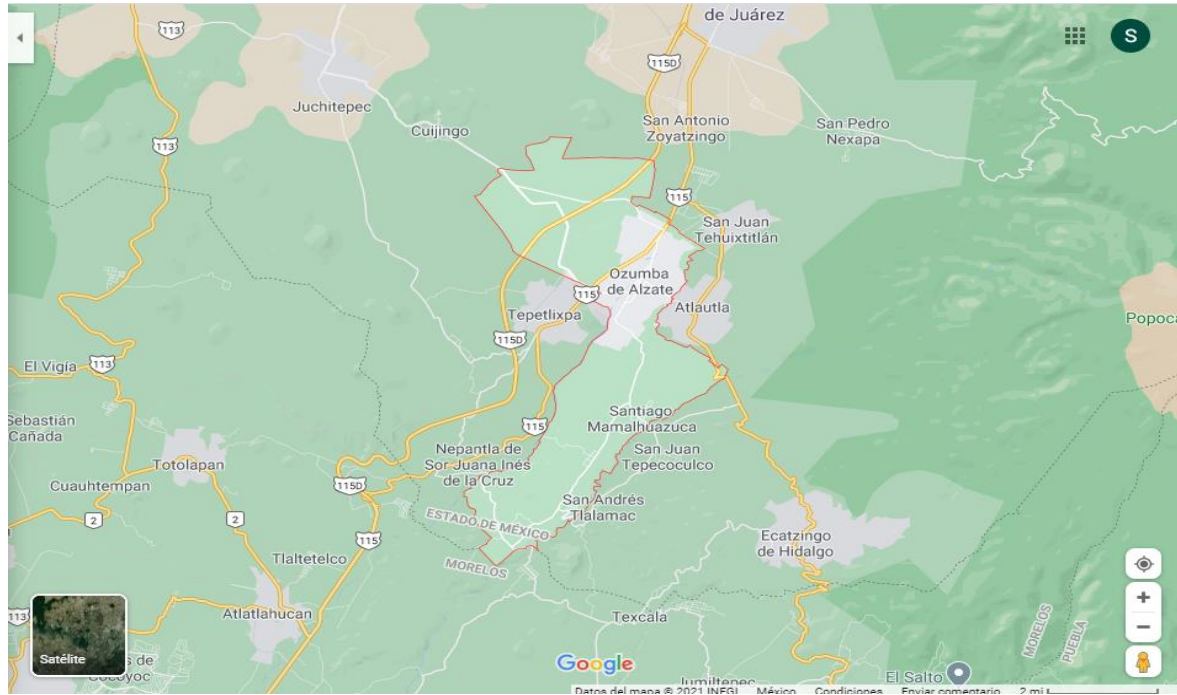 de Juárez
113
S
115D
Juchitepec
Cuijingo
San Antonio
Zoyatzingo
San Pedro
Nexapa
113
115
San Juan
Tehuixtitlán
Ozumba
de Alzate
115
Tepetlixpa
Atlautla
Popoca
115D
El Vigía
113
Sebastián
Cañada
Santiago
Mamalhuazuca
115
Nepantla de
Sor Juana Inés
de la Cruz
San Juan
Tepecoculco
Totolapan
Cuauhtempan
115D
San Andrés
Tlalamac
2
2
ESTADO DE MÉXICO
MORELOS
115
Ecatzingo
de Hidalgo
Tlaltetelco
Atlatlahucan
113
Texcala
MORELOS
PUEBLA
Satélite
s de
Cocoyoc
Google
Jumiltepec
El Salto
Datos del mapa © 2021 INEGI México Condiciones Enviar comentario 2 mi